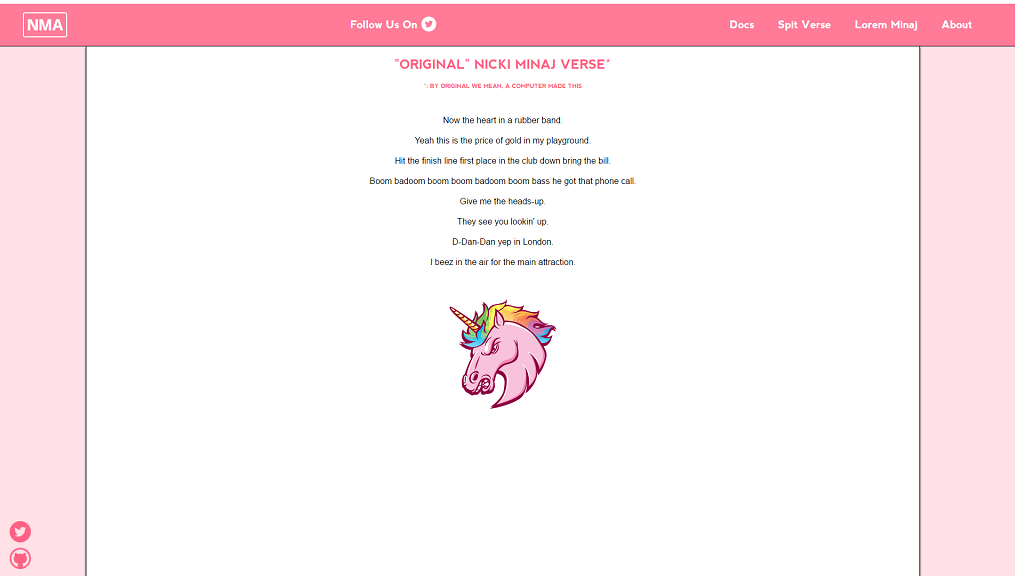 NMA
Follow Us On
Docs
Spit Verse
Lorem Minaj
About
"ORIGINAL" NICKI MINAJ VERSE*
*: BY ORIGINAL WE MEAN, A COMPUTER MADE THIS
Now the heart in a rubber band.
Yeah this is the price of gold in my playground.
Hit the finish line first place in the club down bring the bill.
Boom badoom boom boom badoom boom bass he got that phone call.
Give me the heads-up.
They see you lookin' up.
D-Dan-Dan yep in London.
I beez in the air for the main attraction.